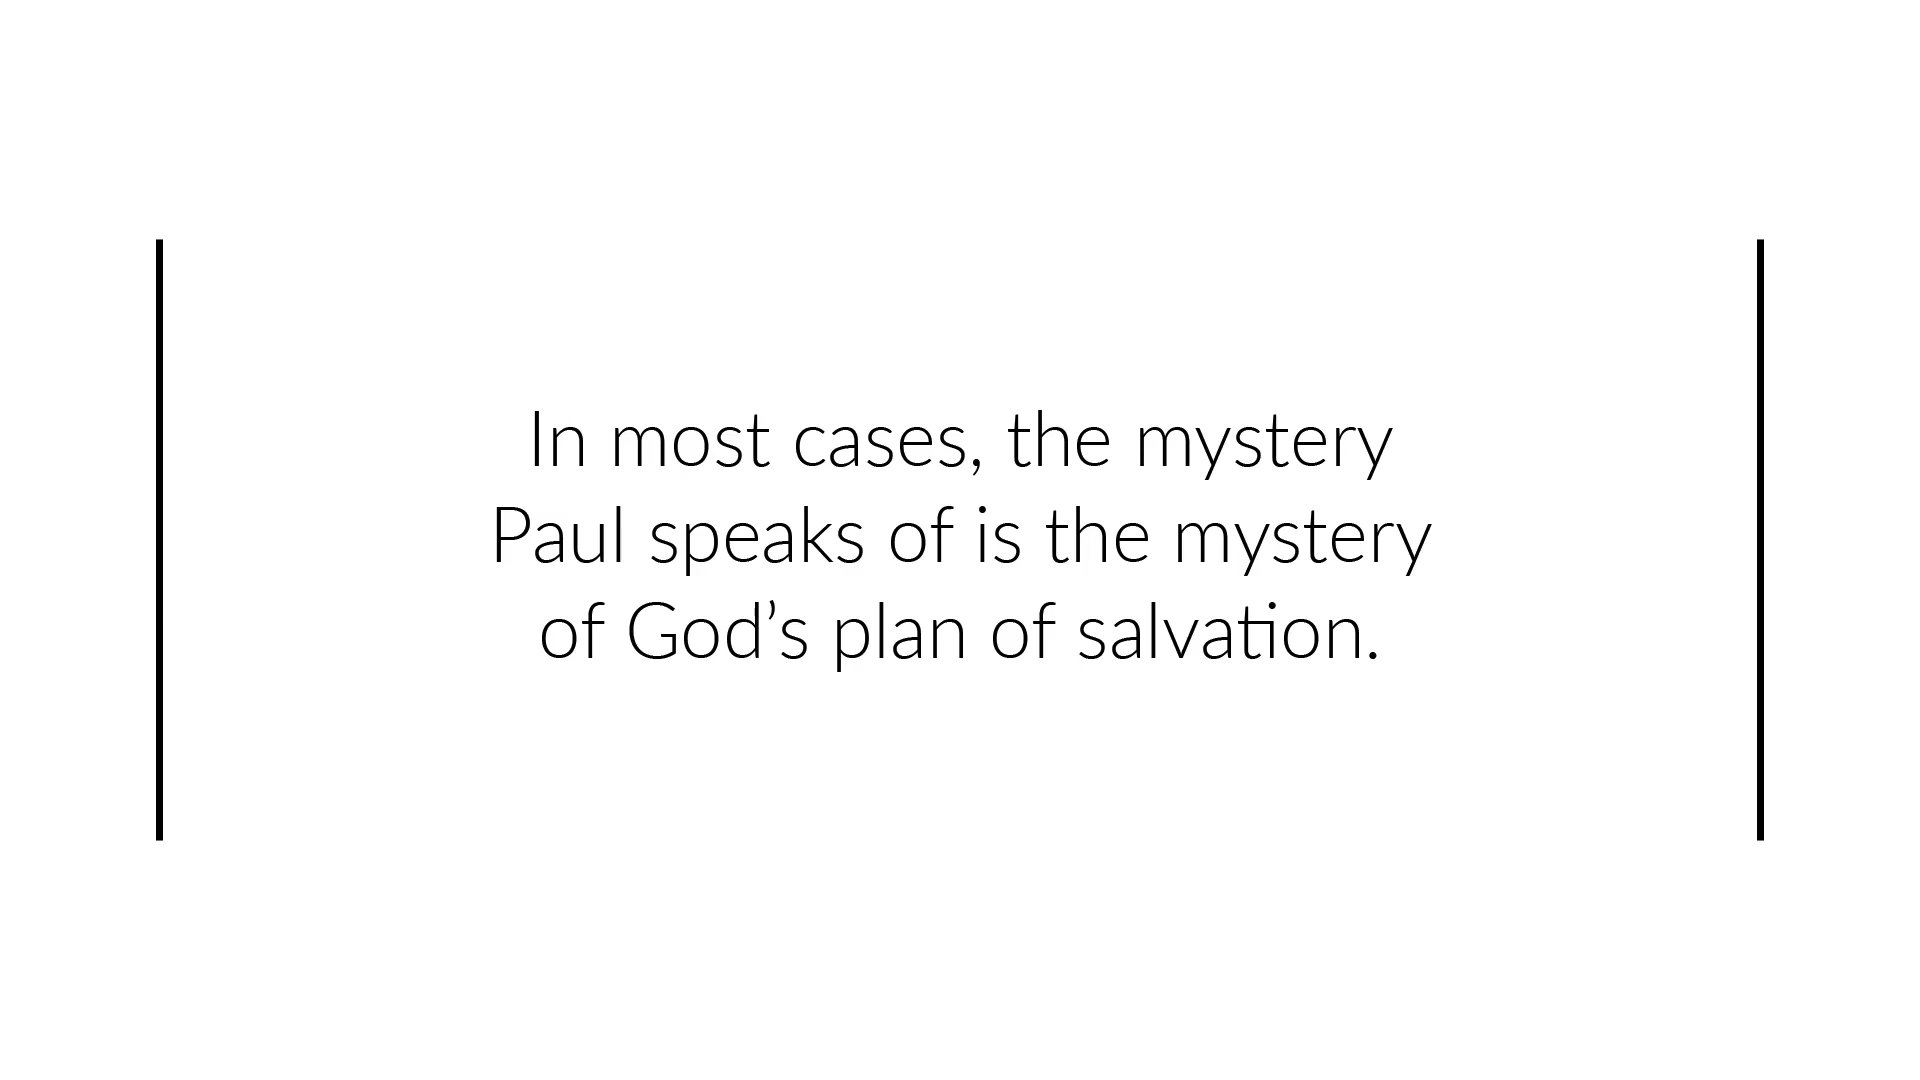 In most cases, the mystery
Paul speaks of is the mystery
of God’s plan of salvation.